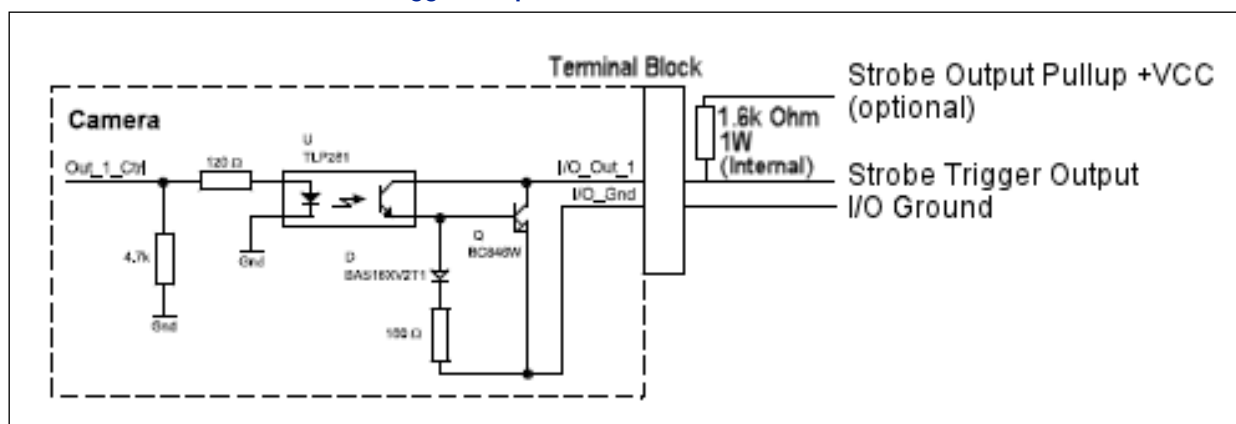 Terminal Block
Strobe Output Pullup +VCC
(optional)
Camera
1.6k Ohm
1W
(Internal)
U
TLP281
Out_1_Ctrl
120 Ω
I/O_Out_1
Strobe Trigger Output
I/O_Gnd
I/O Ground
4.7k
Gnd
D
BAS16XV2T1
Q
BC846W
Gnd